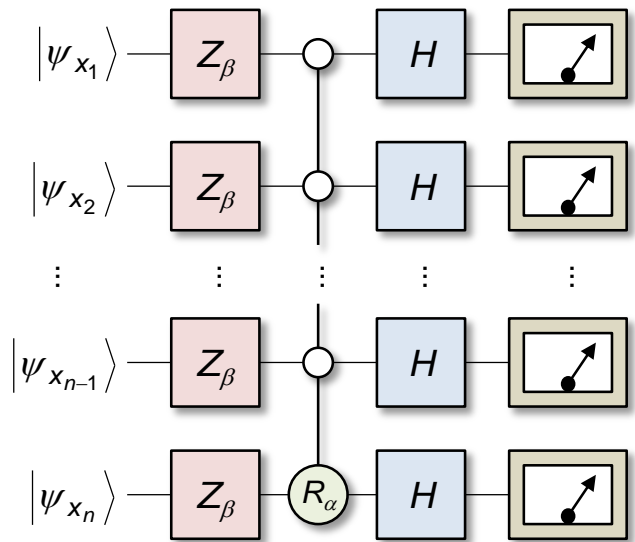 |ψx₁⟩ Zβ H
|ψx₂⟩ Zβ H
⋮ ⋮ ⋮ ⋮ ⋮
|ψxₙ₋₁⟩ Zβ H
|ψxₙ⟩ Zβ Rα H